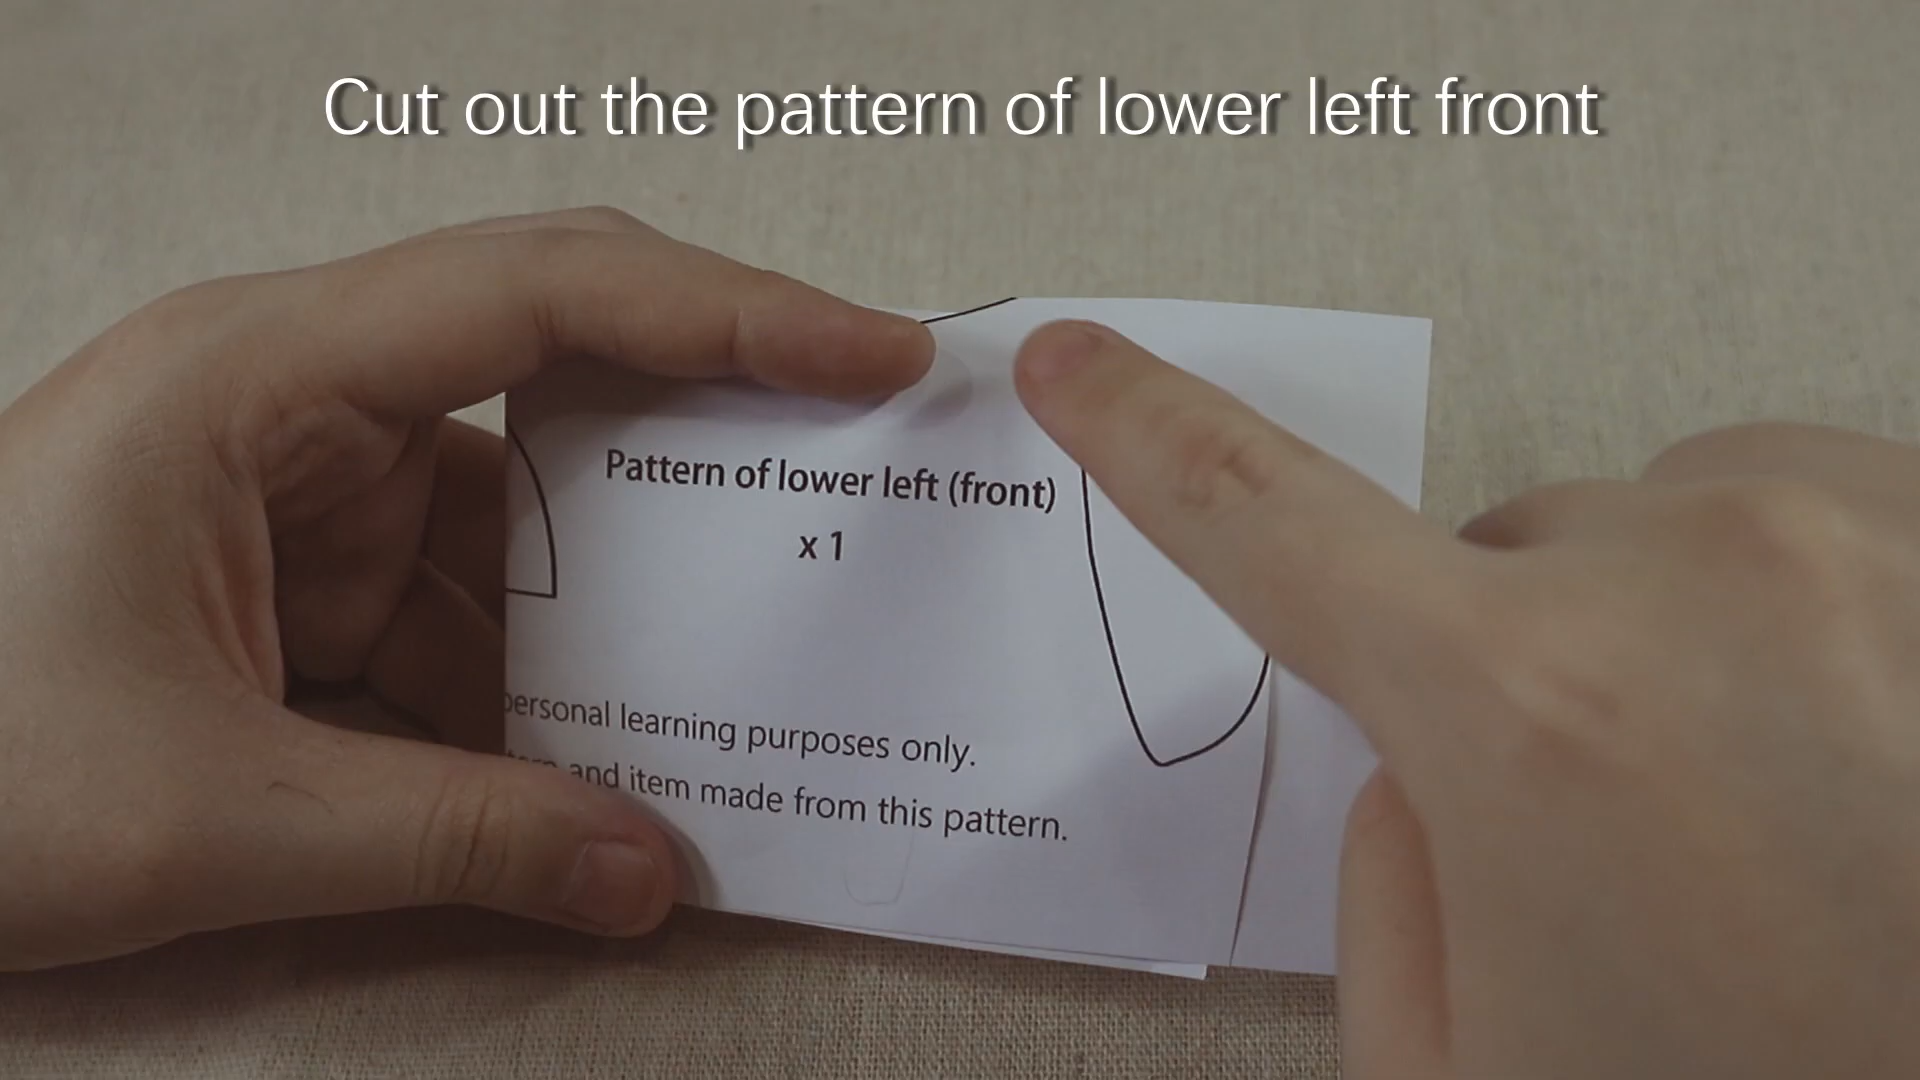 Cut out the pattern of lower left front
Pattern of lower left (front)
x 1
personal learning purposes only.
and item made from this pattern.